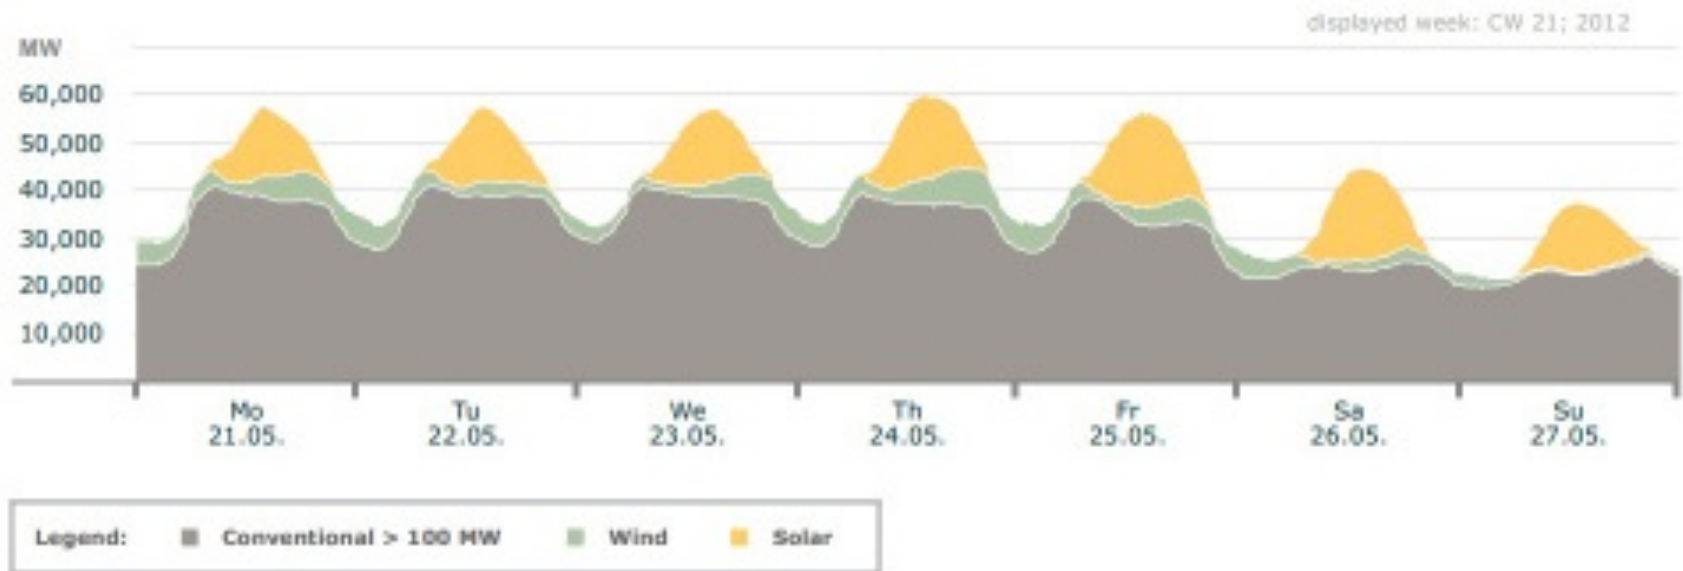 displayed week: CW 21; 2012
MW
60,000
50,000
40,000
30,000
20,000
10,000
Mo Tu We Th Fr Sa Su
21.05. 22.05. 23.05. 24.05. 25.05. 26.05. 27.05.
Legend: Conventional > 100 MW Wind Solar